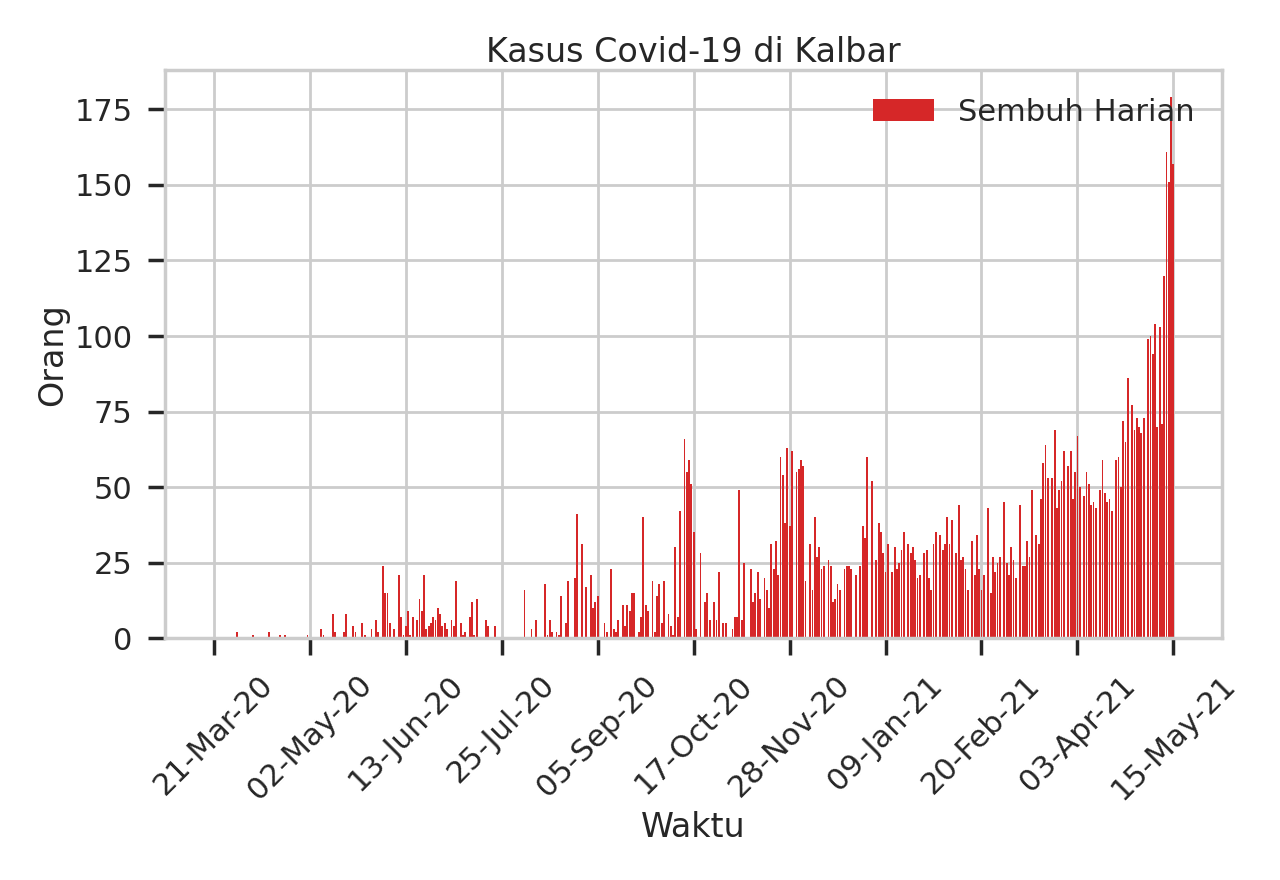 Kasus Covid-19 di Kalbar
Sembuh Harian
175
150
125
100
75
50
25
0
Orang
21-Mar-20
02-May-20
13-Jun-20
25-Jul-20
05-Sep-20
17-Oct-20
28-Nov-20
09-Jan-21
20-Feb-21
03-Apr-21
15-May-21
Waktu